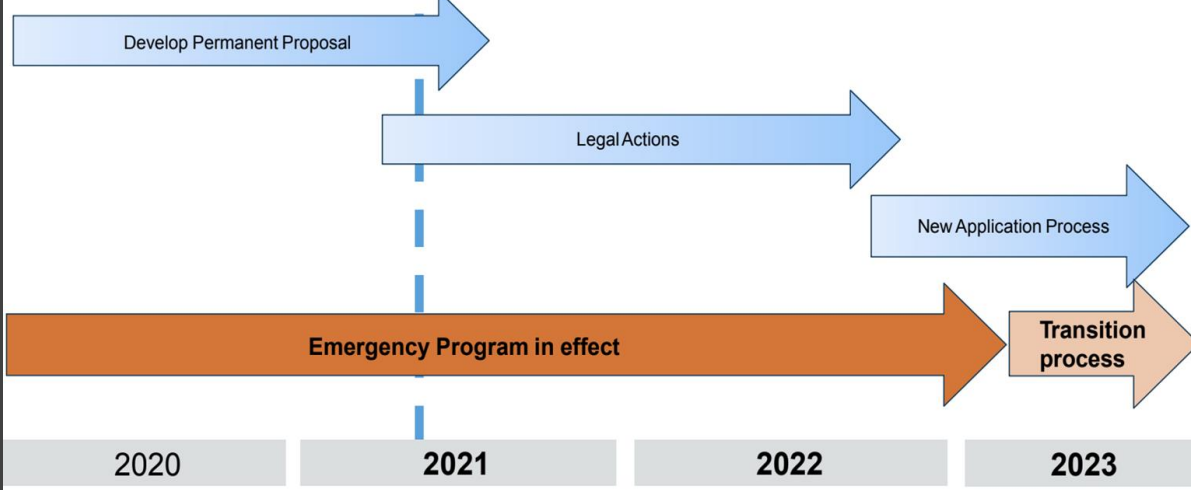 Develop Permanent Proposal
Legal Actions
New Application Process
Emergency Program in effect
Transition
process
2020
2021
2022
2023